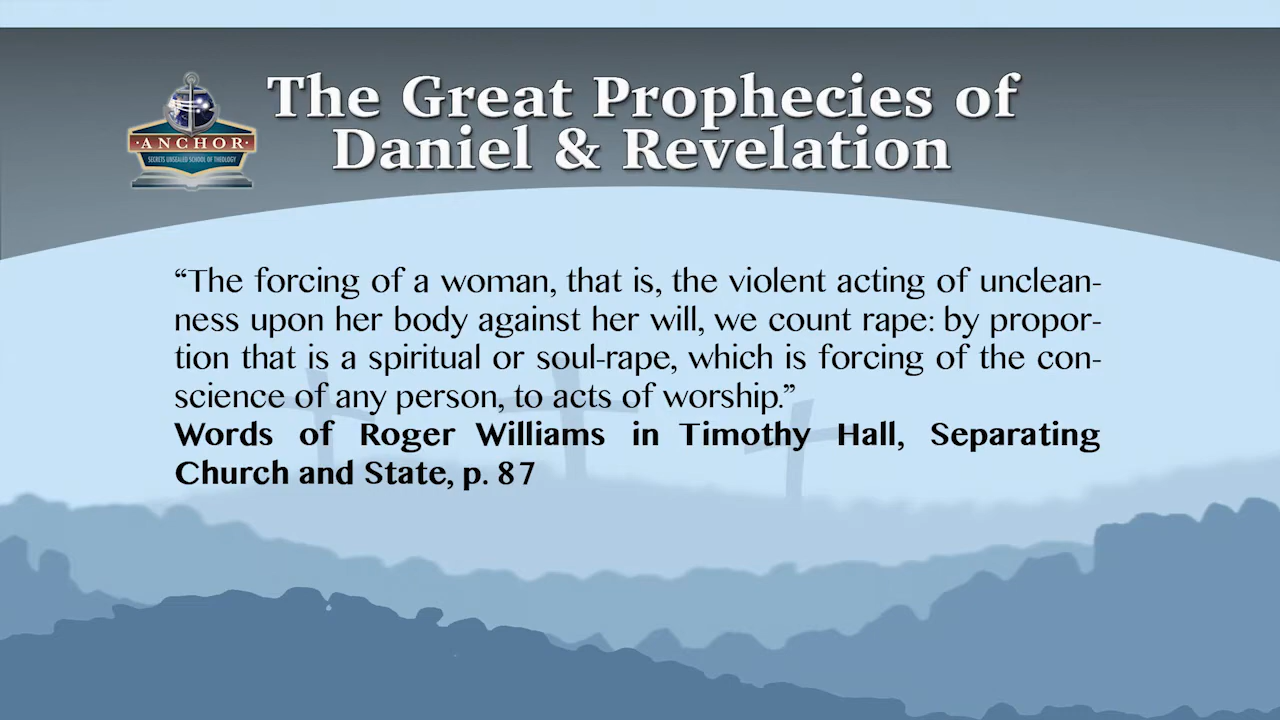 The Great Prophecies of
Daniel & Revelation
·ANCHOR·
SECRETS UNSEALED SCHOOL OF THEOLOGY
“The forcing of a woman, that is, the violent acting of unclean-
ness upon her body against her will, we count rape: by propor-
tion that is a spiritual or soul-rape, which is forcing of the con-
science of any person, to acts of worship.”
Words of Roger Williams in Timothy Hall, Separating
Church and State, p. 87